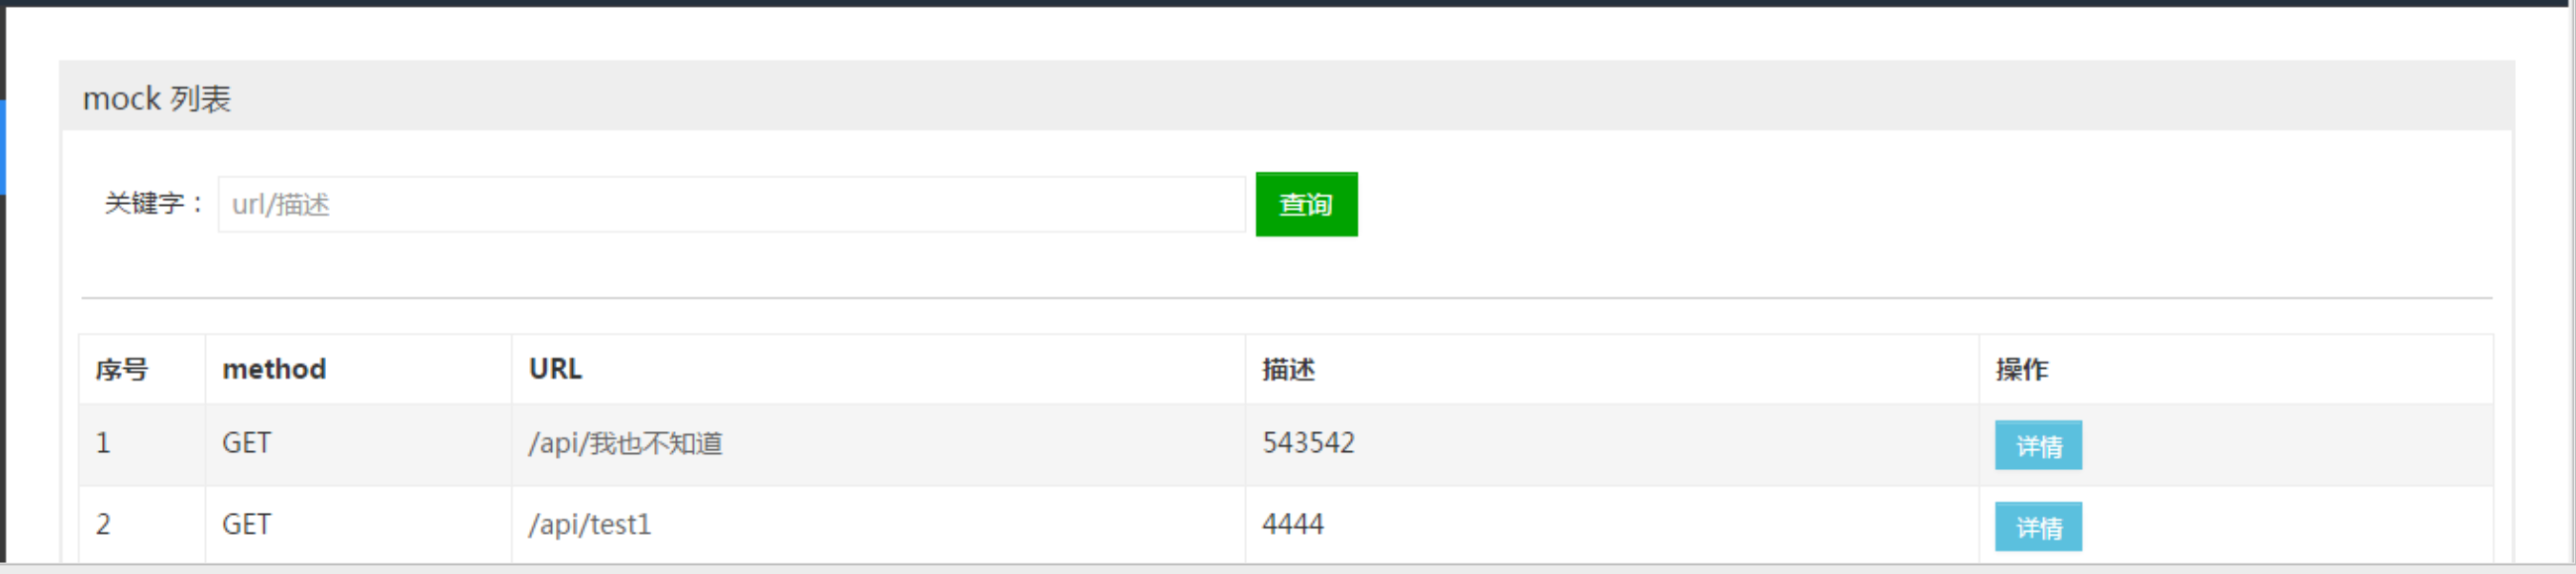 mock 列表
关键字： url/描述 查询
序号 method URL 描述 操作
1 GET /api/我也不知道 543542 详情
2 GET /api/test1 4444 详情